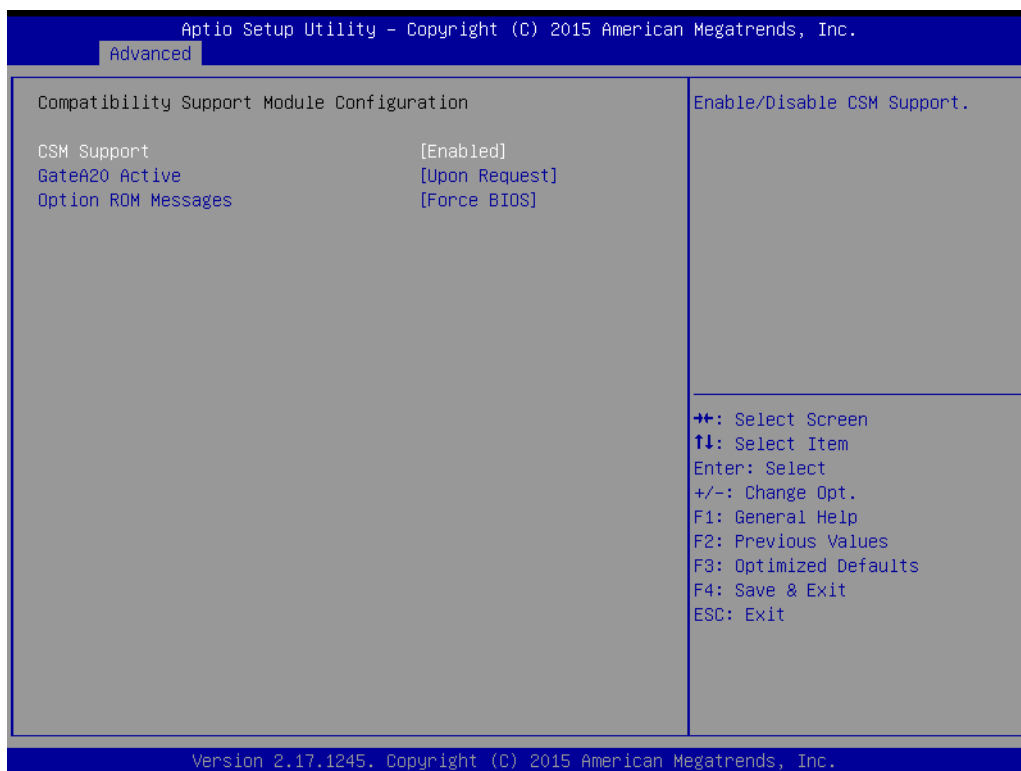 Aptio Setup Utility – Copyright (C) 2015 American Megatrends, Inc.
Advanced
Compatibility Support Module Configuration
CSM Support [Enabled]
GateA20 Active [Upon Request]
Option ROM Messages [Force BIOS]
Enable/Disable CSM Support.
→←: Select Screen
↑↓: Select Item
Enter: Select
+/-: Change Opt.
F1: General Help
F2: Previous Values
F3: Optimized Defaults
F4: Save & Exit
ESC: Exit
Version 2.17.1245. Copyright (C) 2015 American Megatrends, Inc.